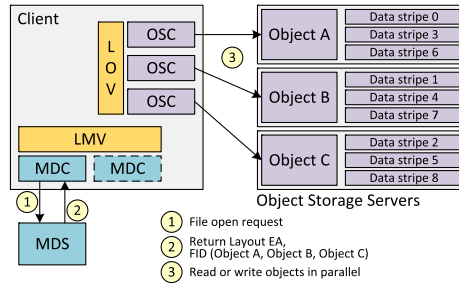 Client
L
O
V
OSC
OSC
OSC
LMV
MDC
MDC
1
2
MDS
3
Object A
Data stripe 0
Data stripe 3
Data stripe 6
Object B
Data stripe 1
Data stripe 4
Data stripe 7
Object C
Data stripe 2
Data stripe 5
Data stripe 8
Object Storage Servers
1 File open request
2 Return Layout EA,
FID (Object A, Object B, Object C)
3 Read or write objects in parallel